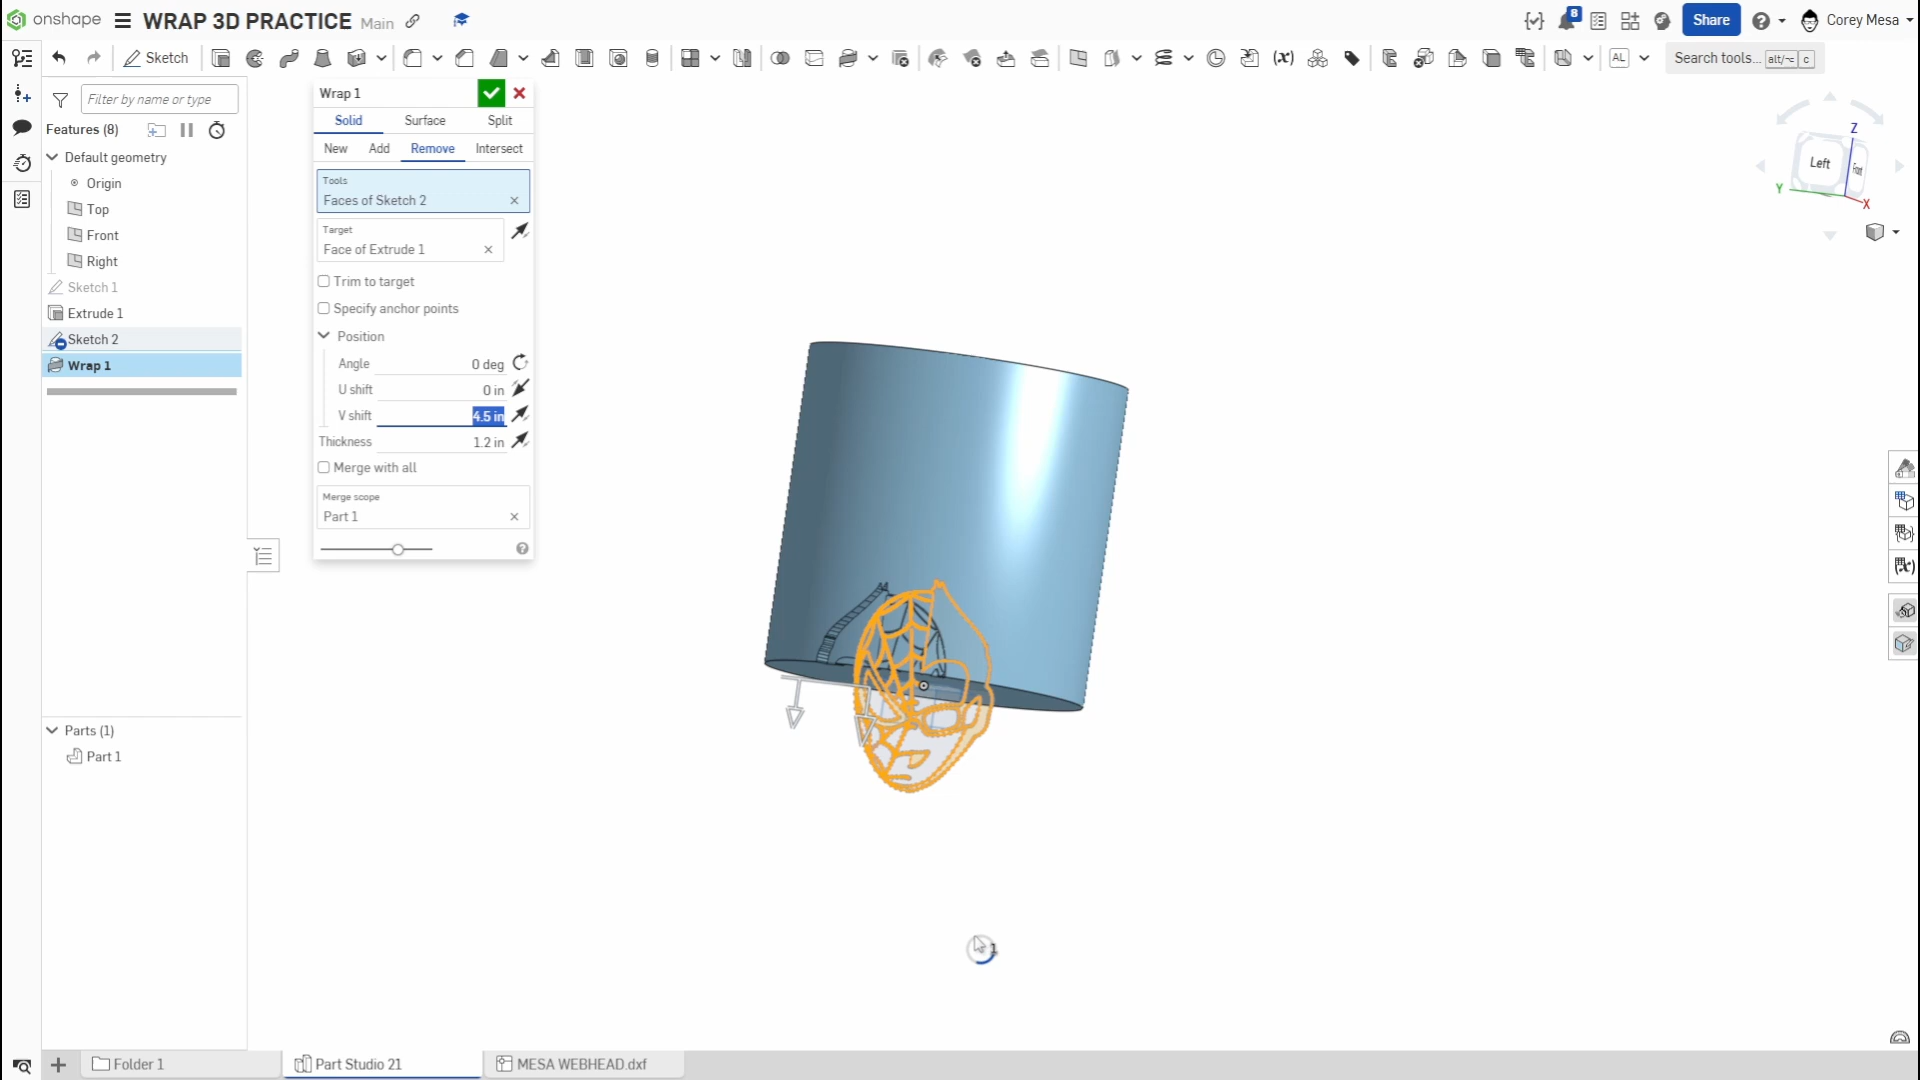 onshape WRAP 3D PRACTICE Main 8 Share Corey Mesa
Sketch (x) AL Search tools... alt/⌥ c
Filter by name or type
Features (8)
Default geometry
Origin
Top
Front
Right
Sketch 1
Extrude 1
Sketch 2
Wrap 1
Parts (1)
Part 1
Wrap 1
Solid Surface Split
New Add Remove Intersect
Tools
Faces of Sketch 2
Target
Face of Extrude 1
Trim to target
Specify anchor points
Position
Angle 0 deg
U shift 0 in
V shift 4.5 in
Thickness 1.2 in
Merge with all
Merge scope
Part 1
Z
Left
Y
X
1
(x)
Folder 1 Part Studio 21 MESA WEBHEAD.dxf